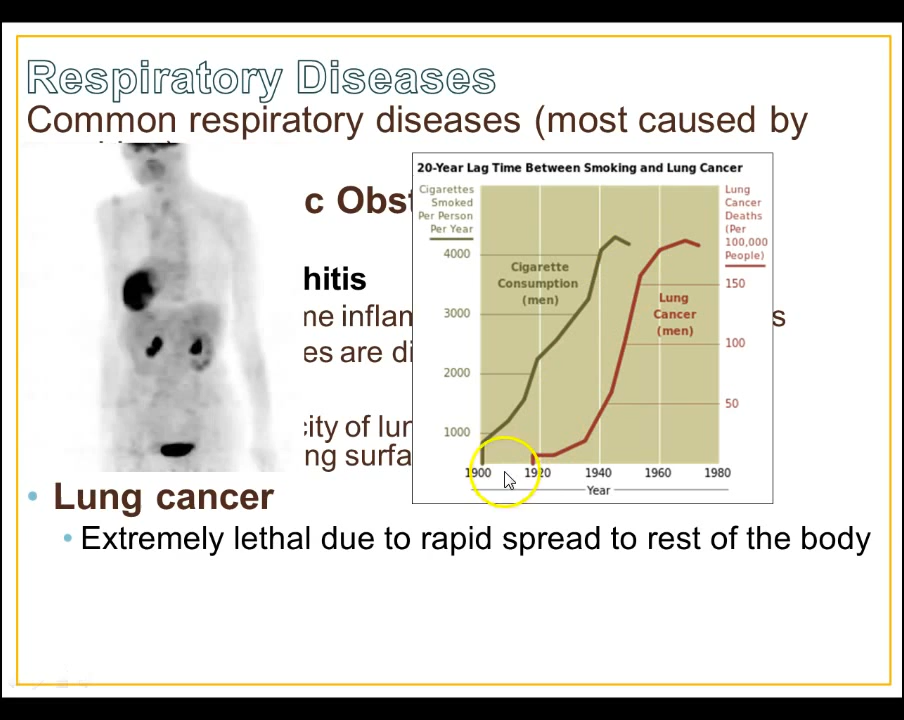 Respiratory Diseases
Common respiratory diseases (most caused by
c Obst
hitis
me inflam
s
es are di
city of lur
ng surfa
20-Year Lag Time Between Smoking and Lung Cancer
Cigarettes
Smoked
Per Person
Per Year
4000
3000
2000
1000
Cigarette
Consumption
(men)
Lung
Cancer
(men)
Lung
Cancer
Deaths
(Per
100,000
People)
150
100
50
1900 1920 1940 1960 1980
Year
• Lung cancer
• Extremely lethal due to rapid spread to rest of the body